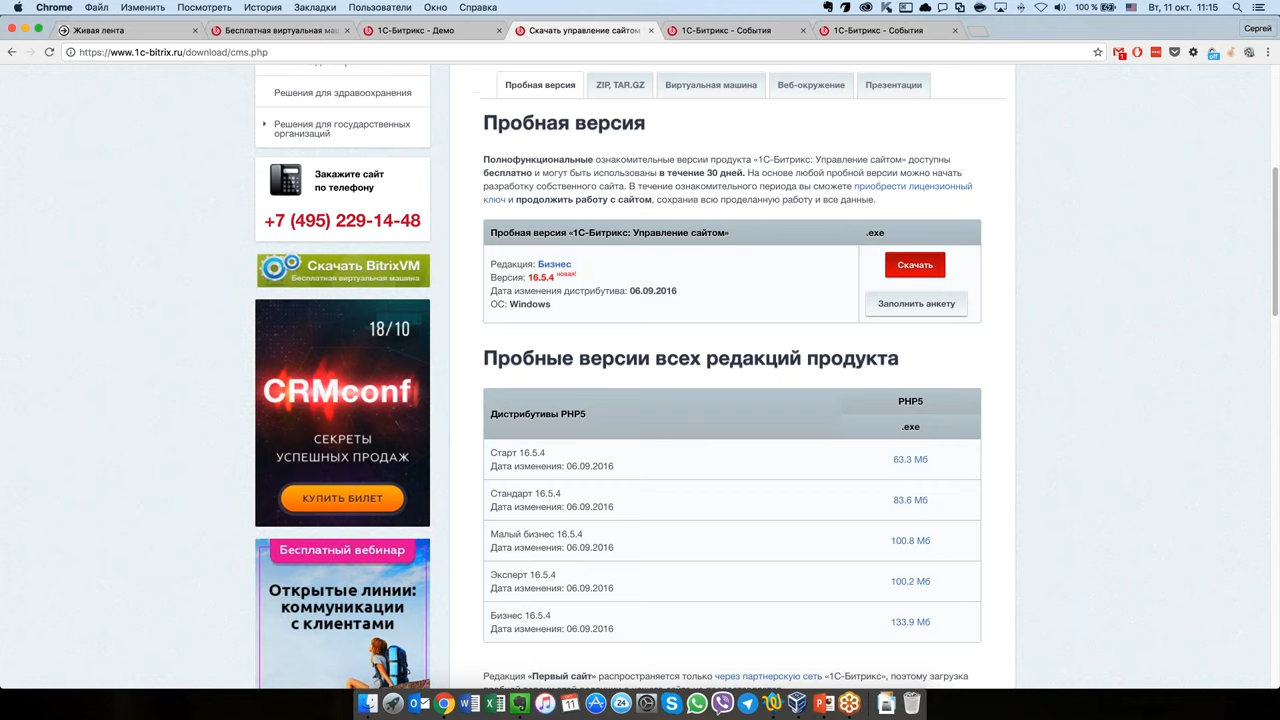 Chrome Файл Изменить Посмотреть История Закладки Пользователи Окно Справка
100 % Вт, 11 окт. 11:15
Живая лента
Бесплатная виртуальная маш
1С-Битрикс - Демо
Скачать управление сайтом
1С-Битрикс - События
1С-Битрикс - События
Сергей
https://www.1c-bitrix.ru/download/cms.php
Решения для здравоохранения
Решения для государственных
организаций
Закажите сайт
по телефону
+7 (495) 229-14-48
Скачать BitrixVM
Бесплатная виртуальная машина
18/10
CRMconf
СЕКРЕТЫ
УСПЕШНЫХ ПРОДАЖ
КУПИТЬ БИЛЕТ
Бесплатный вебинар
Открытые линии:
коммуникации
с клиентами
Пробная версия
ZIP, TAR.GZ
Виртуальная машина
Веб-окружение
Презентации
Пробная версия
Полнофункциональные ознакомительные версии продукта «1С-Битрикс: Управление сайтом» доступны
бесплатно и могут быть использованы в течение 30 дней. На основе любой пробной версии можно начать
разработку собственного сайта. В течение ознакомительного периода вы сможете приобрести лицензионный
ключ и продолжить работу с сайтом, сохранив всю проделанную работу и все данные.
Пробная версия «1С-Битрикс: Управление сайтом» .exe
Редакция: Бизнес
Версия: 16.5.4 новая!
Дата изменения дистрибутива: 06.09.2016
ОС: Windows
Скачать
Заполнить анкету
Пробные версии всех редакций продукта
Дистрибутивы PHP5
PHP5
.exe
Старт 16.5.4
Дата изменения: 06.09.2016
63.3 Мб
Стандарт 16.5.4
Дата изменения: 06.09.2016
83.6 Мб
Малый бизнес 16.5.4
Дата изменения: 06.09.2016
100.8 Мб
Эксперт 16.5.4
Дата изменения: 06.09.2016
100.2 Мб
Бизнес 16.5.4
Дата изменения: 06.09.2016
133.9 Мб
Редакция «Первый сайт» распространяется только через партнерскую сеть «1С-Битрикс», поэтому загрузка